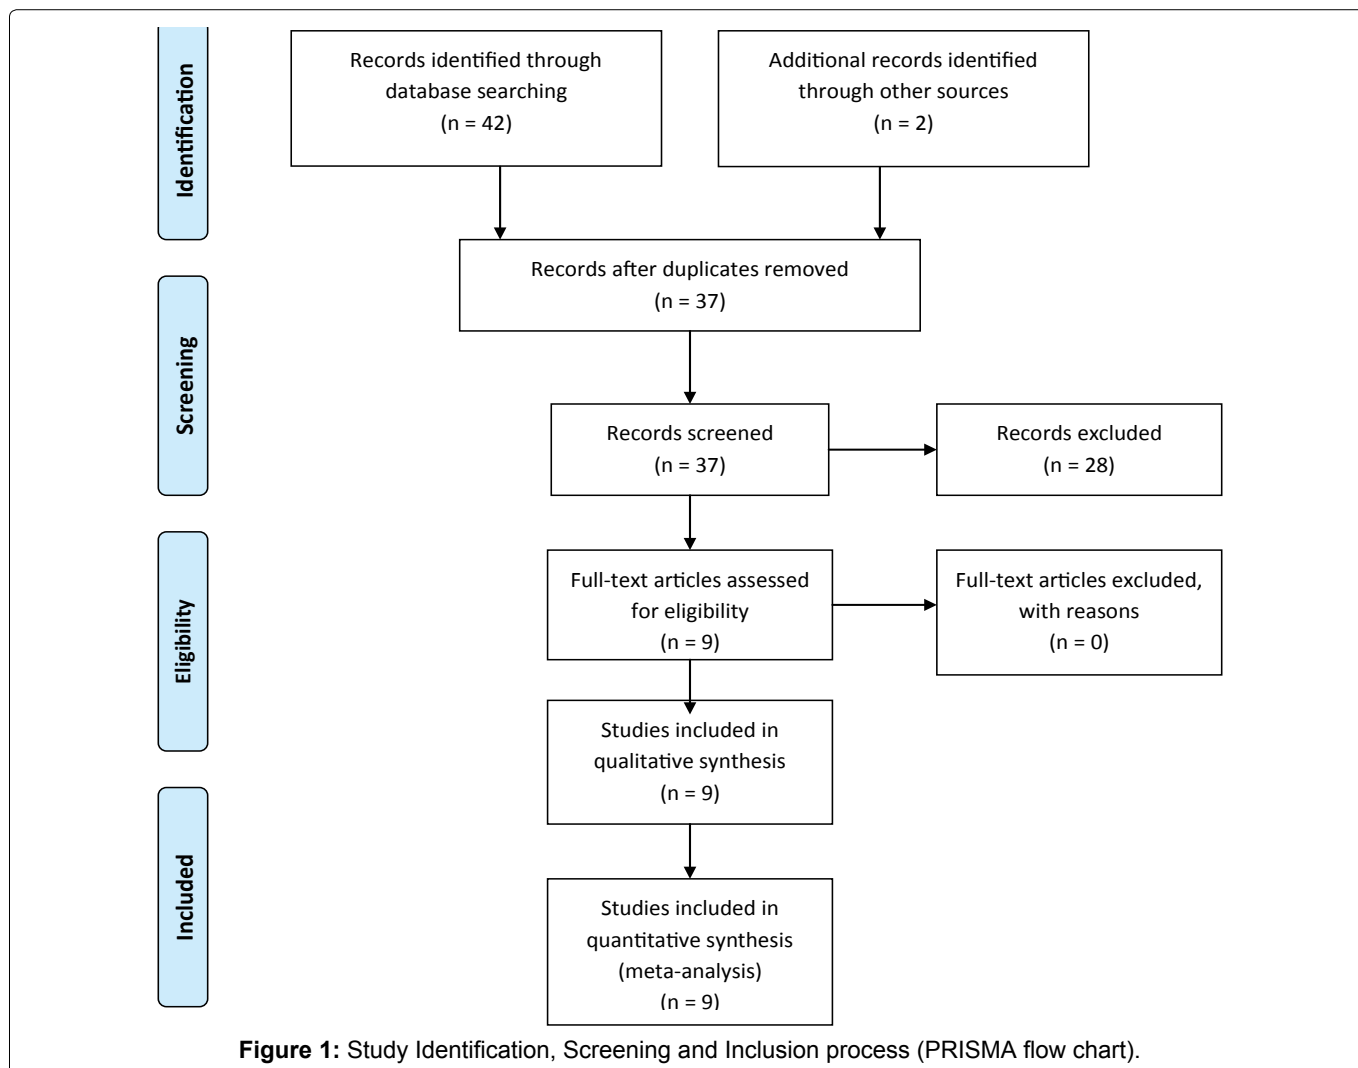 Identification
Records identified through
database searching
(n = 42)
Additional records identified
through other sources
(n = 2)
Records after duplicates removed
(n = 37)
Screening
Records screened
(n = 37)
Records excluded
(n = 28)
Eligibility
Full-text articles assessed
for eligibility
(n = 9)
Full-text articles excluded,
with reasons
(n = 0)
Studies included in
qualitative synthesis
(n = 9)
Included
Studies included in
quantitative synthesis
(meta-analysis)
(n = 9)
Figure 1: Study Identification, Screening and Inclusion process (PRISMA flow chart).